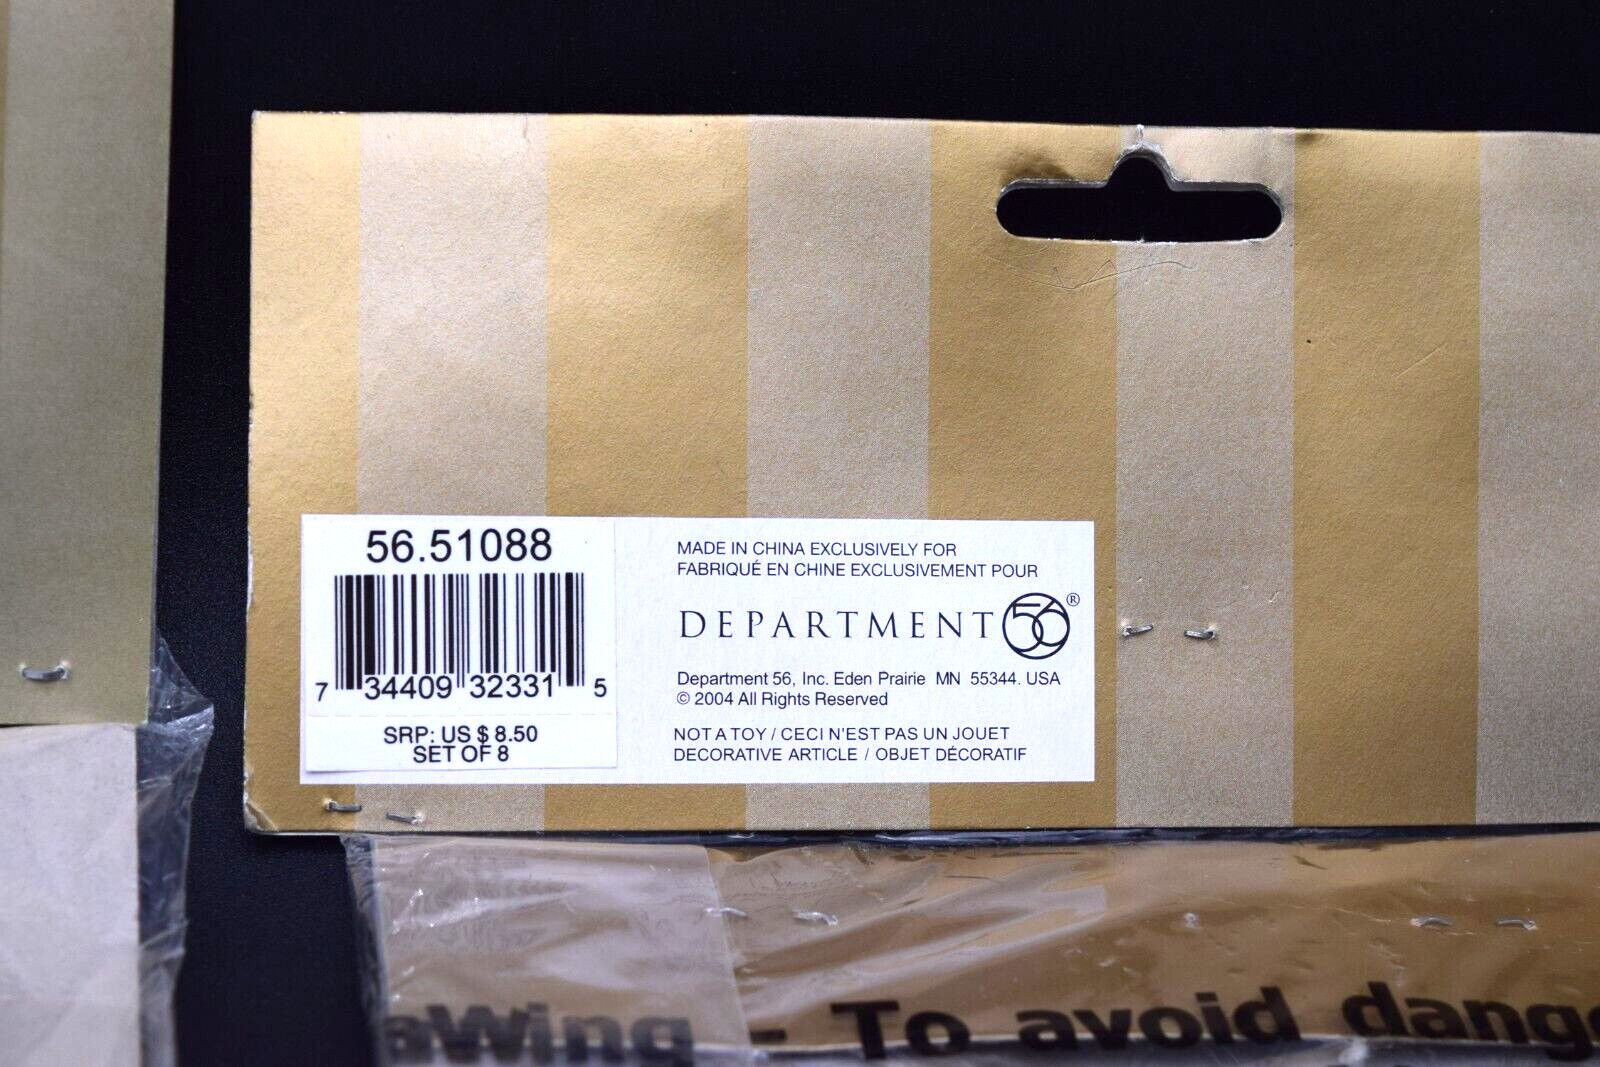 56.51088
7 34409 32331 5
SRP: US $ 8.50
SET OF 8
MADE IN CHINA EXCLUSIVELY FOR
FABRIQUÉ EN CHINE EXCLUSIVEMENT POUR
DEPARTMENT 56®
Department 56, Inc. Eden Prairie MN 55344. USA
© 2004 All Rights Reserved
NOT A TOY / CECI N'EST PAS UN JOUET
DECORATIVE ARTICLE / OBJET DÉCORATIF
- To avoid